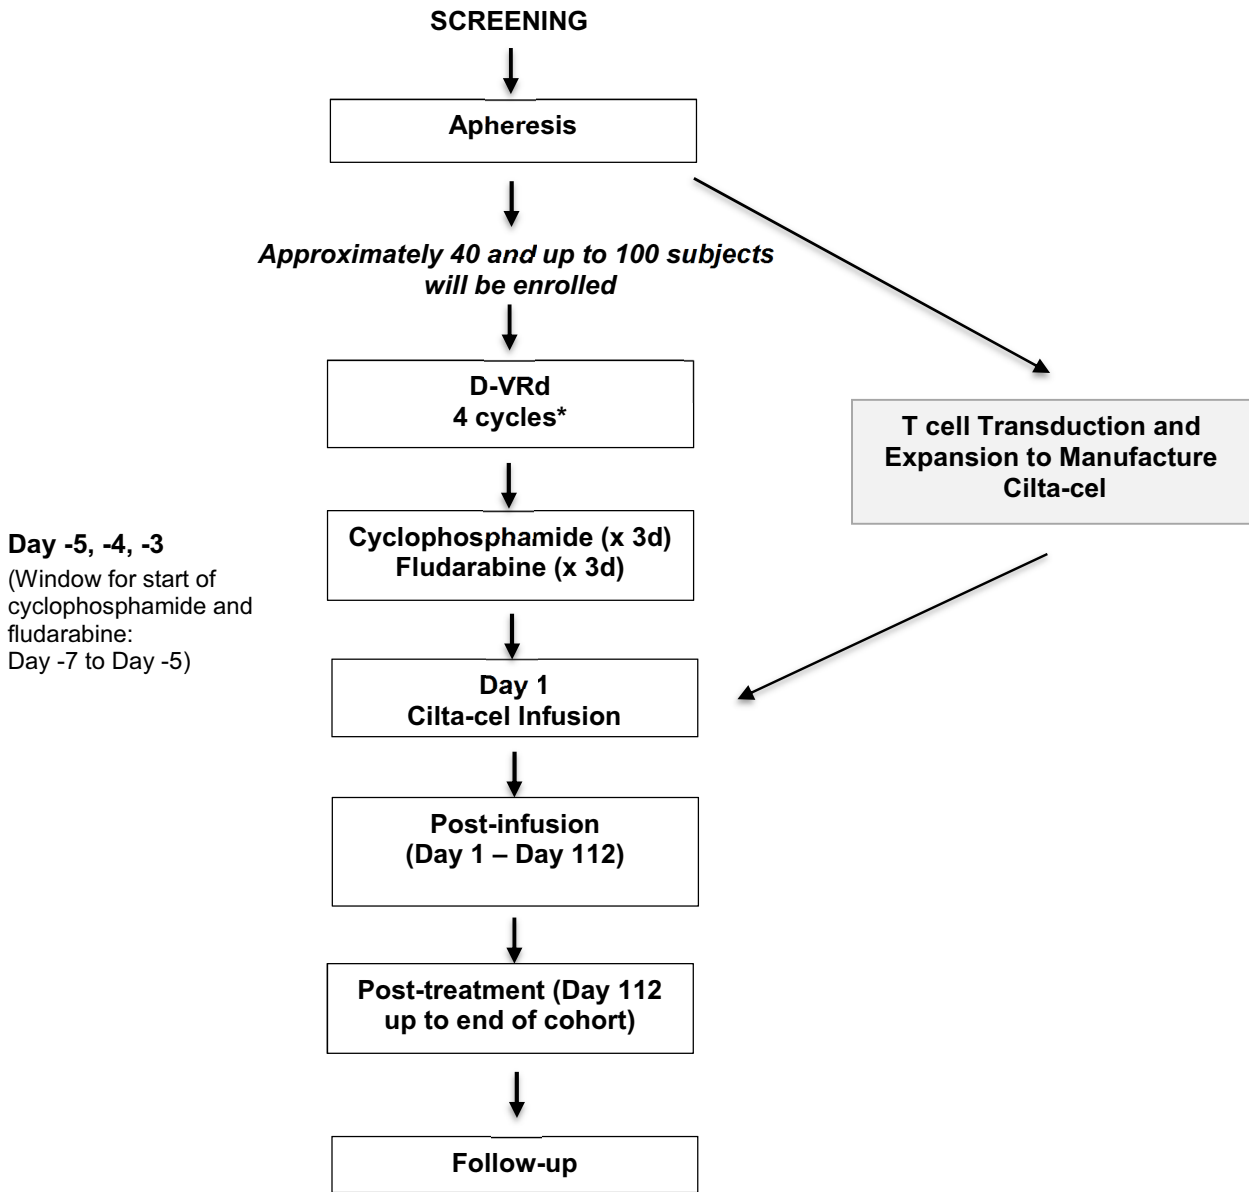 SCREENING
Apheresis
Approximately 40 and up to 100 subjects
will be enrolled
D-VRd
4 cycles*
T cell Transduction and
Expansion to Manufacture
Cilta-cel
Day -5, -4, -3
(Window for start of
cyclophosphamide and
fludarabine:
Day -7 to Day -5)
Cyclophosphamide (x 3d)
Fludarabine (x 3d)
Day 1
Cilta-cel Infusion
Post-infusion
(Day 1 – Day 112)
Post-treatment (Day 112
up to end of cohort)
Follow-up